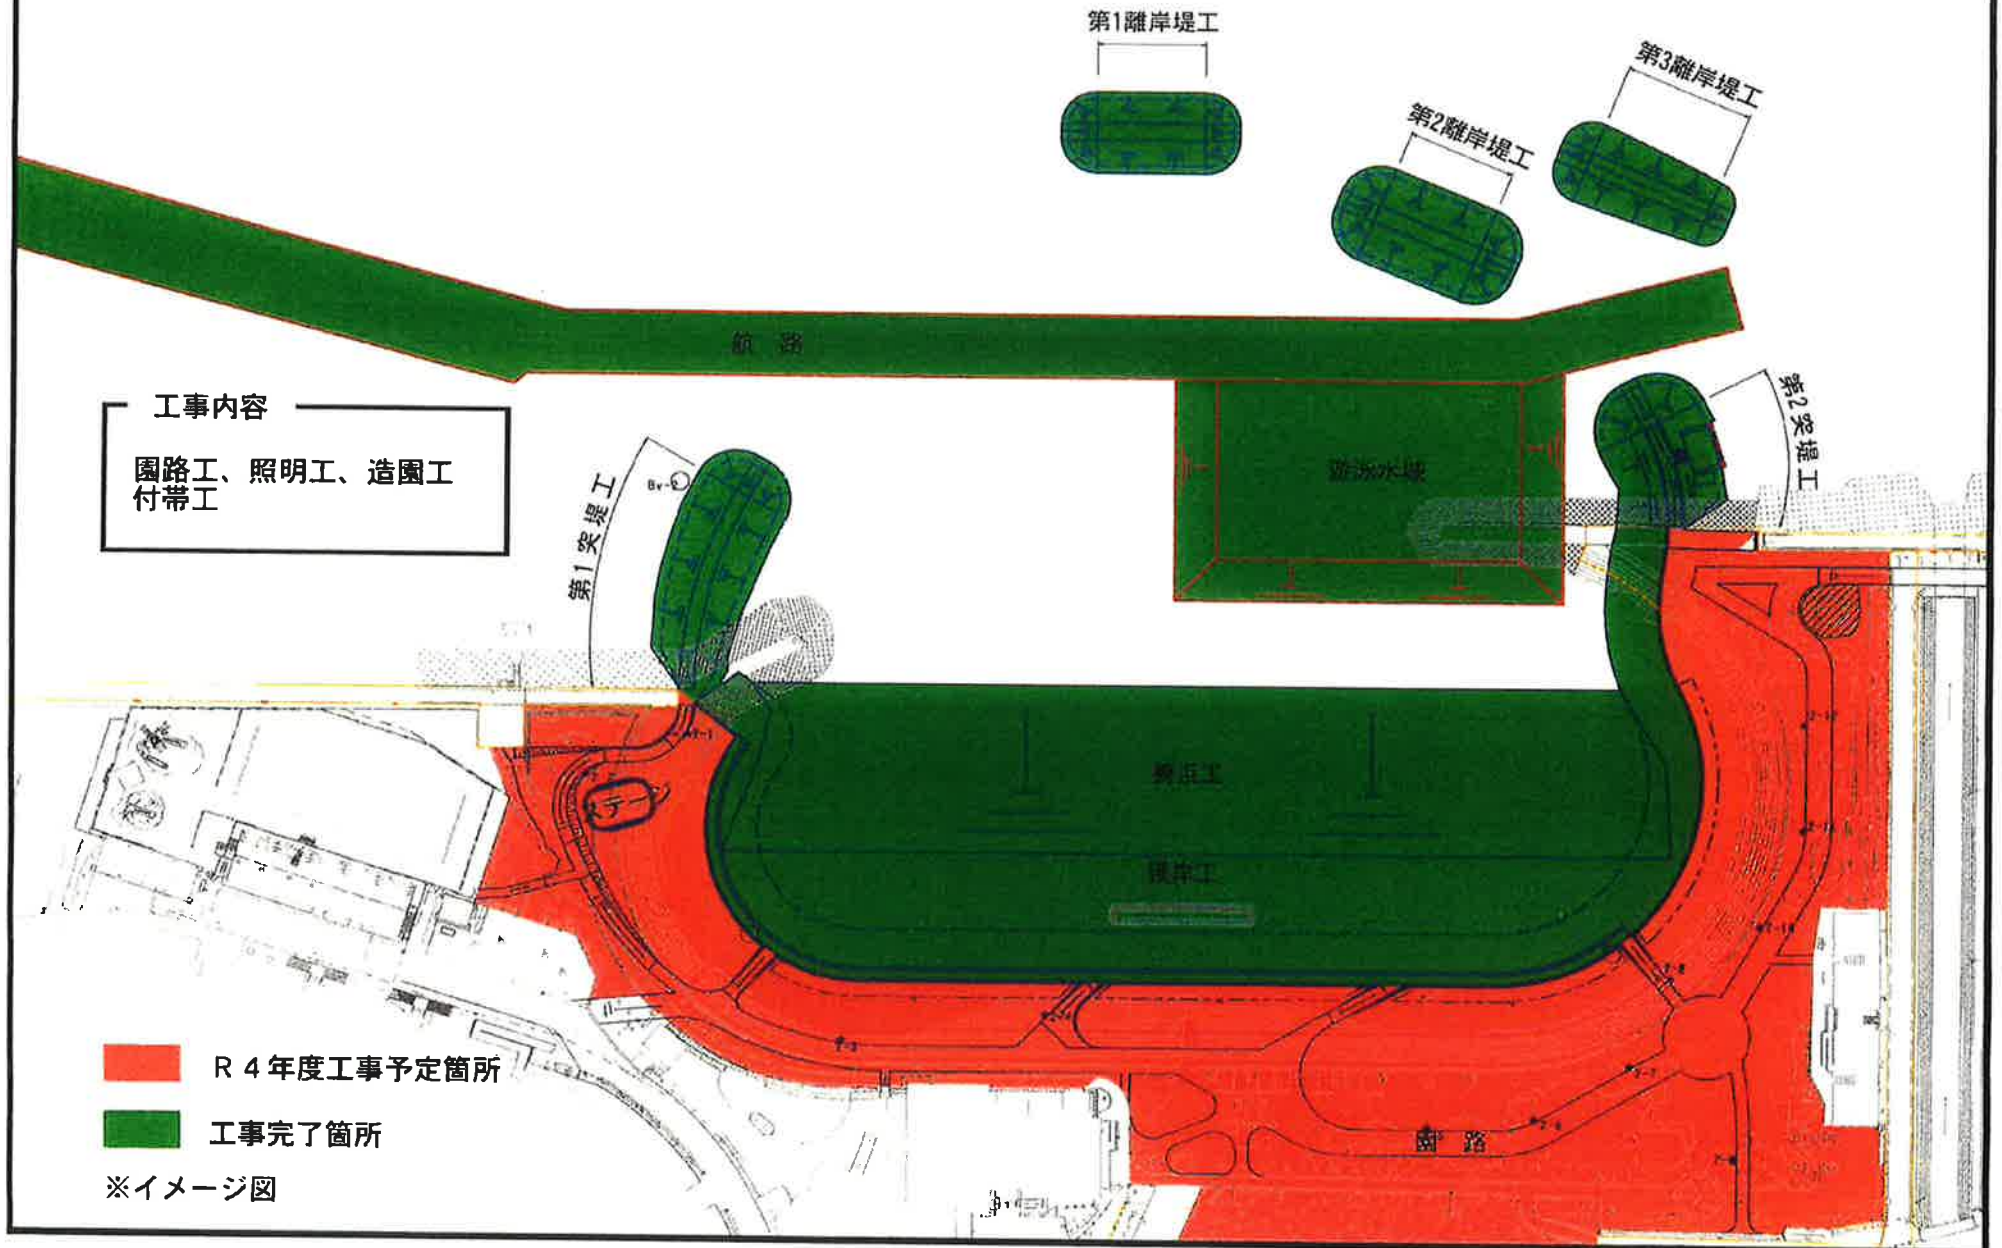 第1離岸堤工
第2離岸堤工
第3離岸堤工
航 路
工事内容
園路工、照明工、造園工
付帯工
第1突堤工
第2突堤工
遊泳水域
養浜工
護岸工
ステージ
園 路
R4年度工事予定箇所
工事完了箇所
※イメージ図